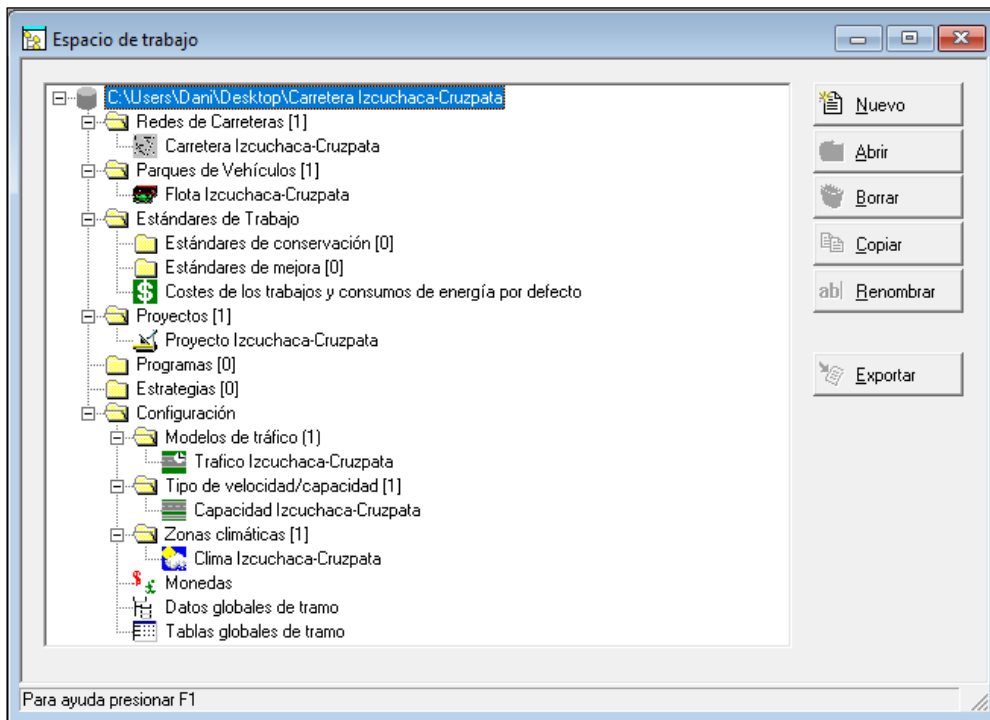 Espacio de trabajo
C:\Users\Dani\Desktop\Carretera Izcuchaca-Cruzpata
Redes de Carreteras [1]
Carretera Izcuchaca-Cruzpata
Parques de Vehículos [1]
Flota Izcuchaca-Cruzpata
Estándares de Trabajo
Estándares de conservación [0]
Estándares de mejora [0]
Costes de los trabajos y consumos de energía por defecto
Proyectos [1]
Proyecto Izcuchaca-Cruzpata
Programas [0]
Estrategias [0]
Configuración
Modelos de tráfico (1)
Trafico Izcuchaca-Cruzpata
Tipo de velocidad/capacidad [1]
Capacidad Izcuchaca-Cruzpata
Zonas climáticas [1]
Clima Izcuchaca-Cruzpata
Monedas
Datos globales de tramo
Tablas globales de tramo
Nuevo
Abrir
Borrar
Copiar
Renombrar
Exportar
Para ayuda presionar F1